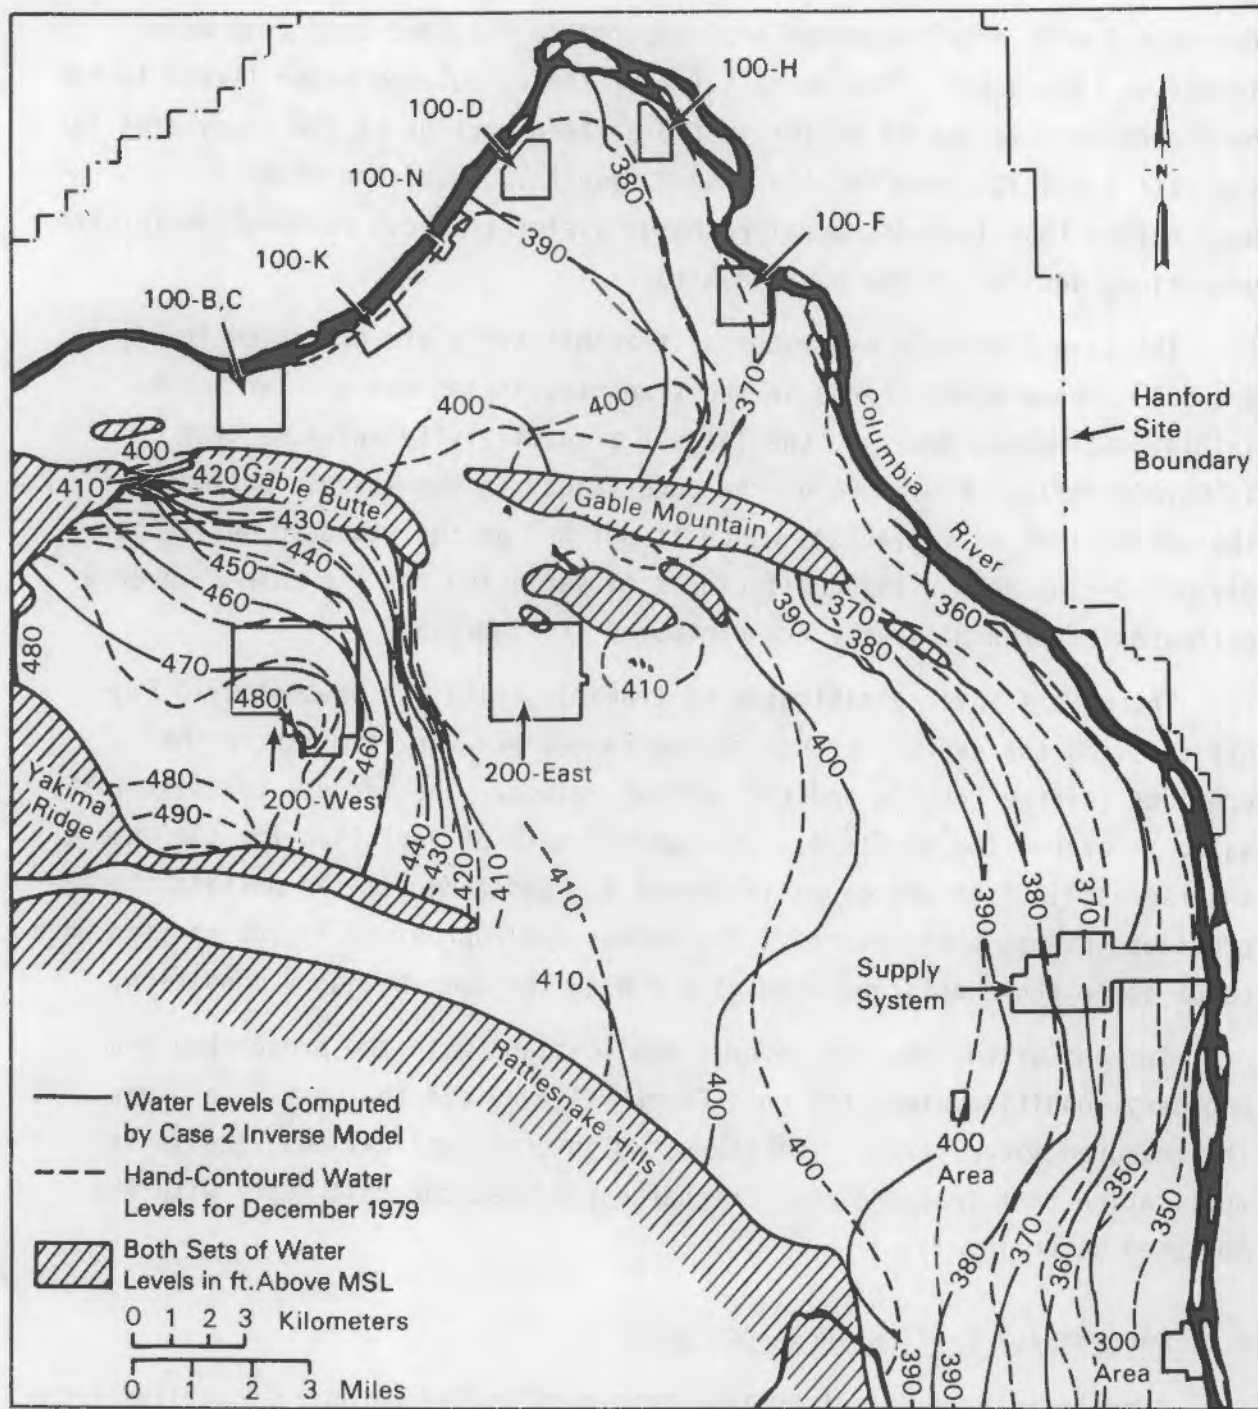 100-H
100-D
100-N
100-K
100-F
100-B,C
N
380
390
370
400
400
Columbia
River
Hanford
Site
Boundary
400
410
420
Gable Butte
430
440
450
460
470
480
480
460
Gable Mountain
410
390
370
380
360
200-East
200-West
480
490
Yakima
Ridge
440
430
420
410
410
410
400
400
400
Rattlesnake Hills
390
380
370
Supply
System
400
Area
350
350
360
370
380
390
390
300
Area
Water Levels Computed
by Case 2 Inverse Model
Hand-Contoured Water
Levels for December 1979
Both Sets of Water
Levels in ft.Above MSL
0 1 2 3 Kilometers
0 1 2 3 Miles